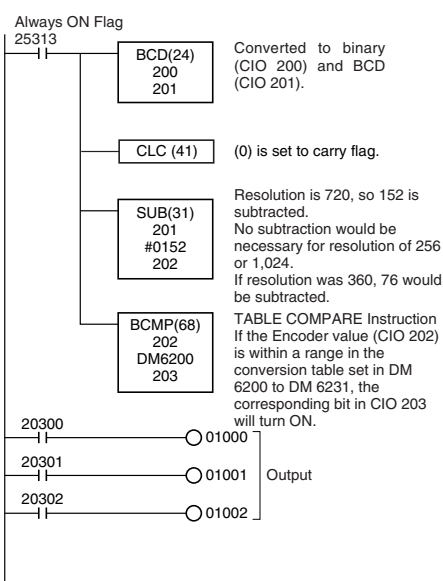 Always ON Flag
25313
BCD(24)
200
201
Converted to binary
(CIO 200) and BCD
(CIO 201).
CLC (41)
(0) is set to carry flag.
SUB(31)
201
#0152
202
Resolution is 720, so 152 is
subtracted.
No subtraction would be
necessary for resolution of 256
or 1,024.
If resolution was 360, 76 would
be subtracted.
BCMP(68)
202
DM6200
203
TABLE COMPARE Instruction
If the Encoder value (CIO 202)
is within a range in the
conversion table set in DM
6200 to DM 6231, the
corresponding bit in CIO 203
will turn ON.
20300
01000
20301
01001
Output
20302
01002